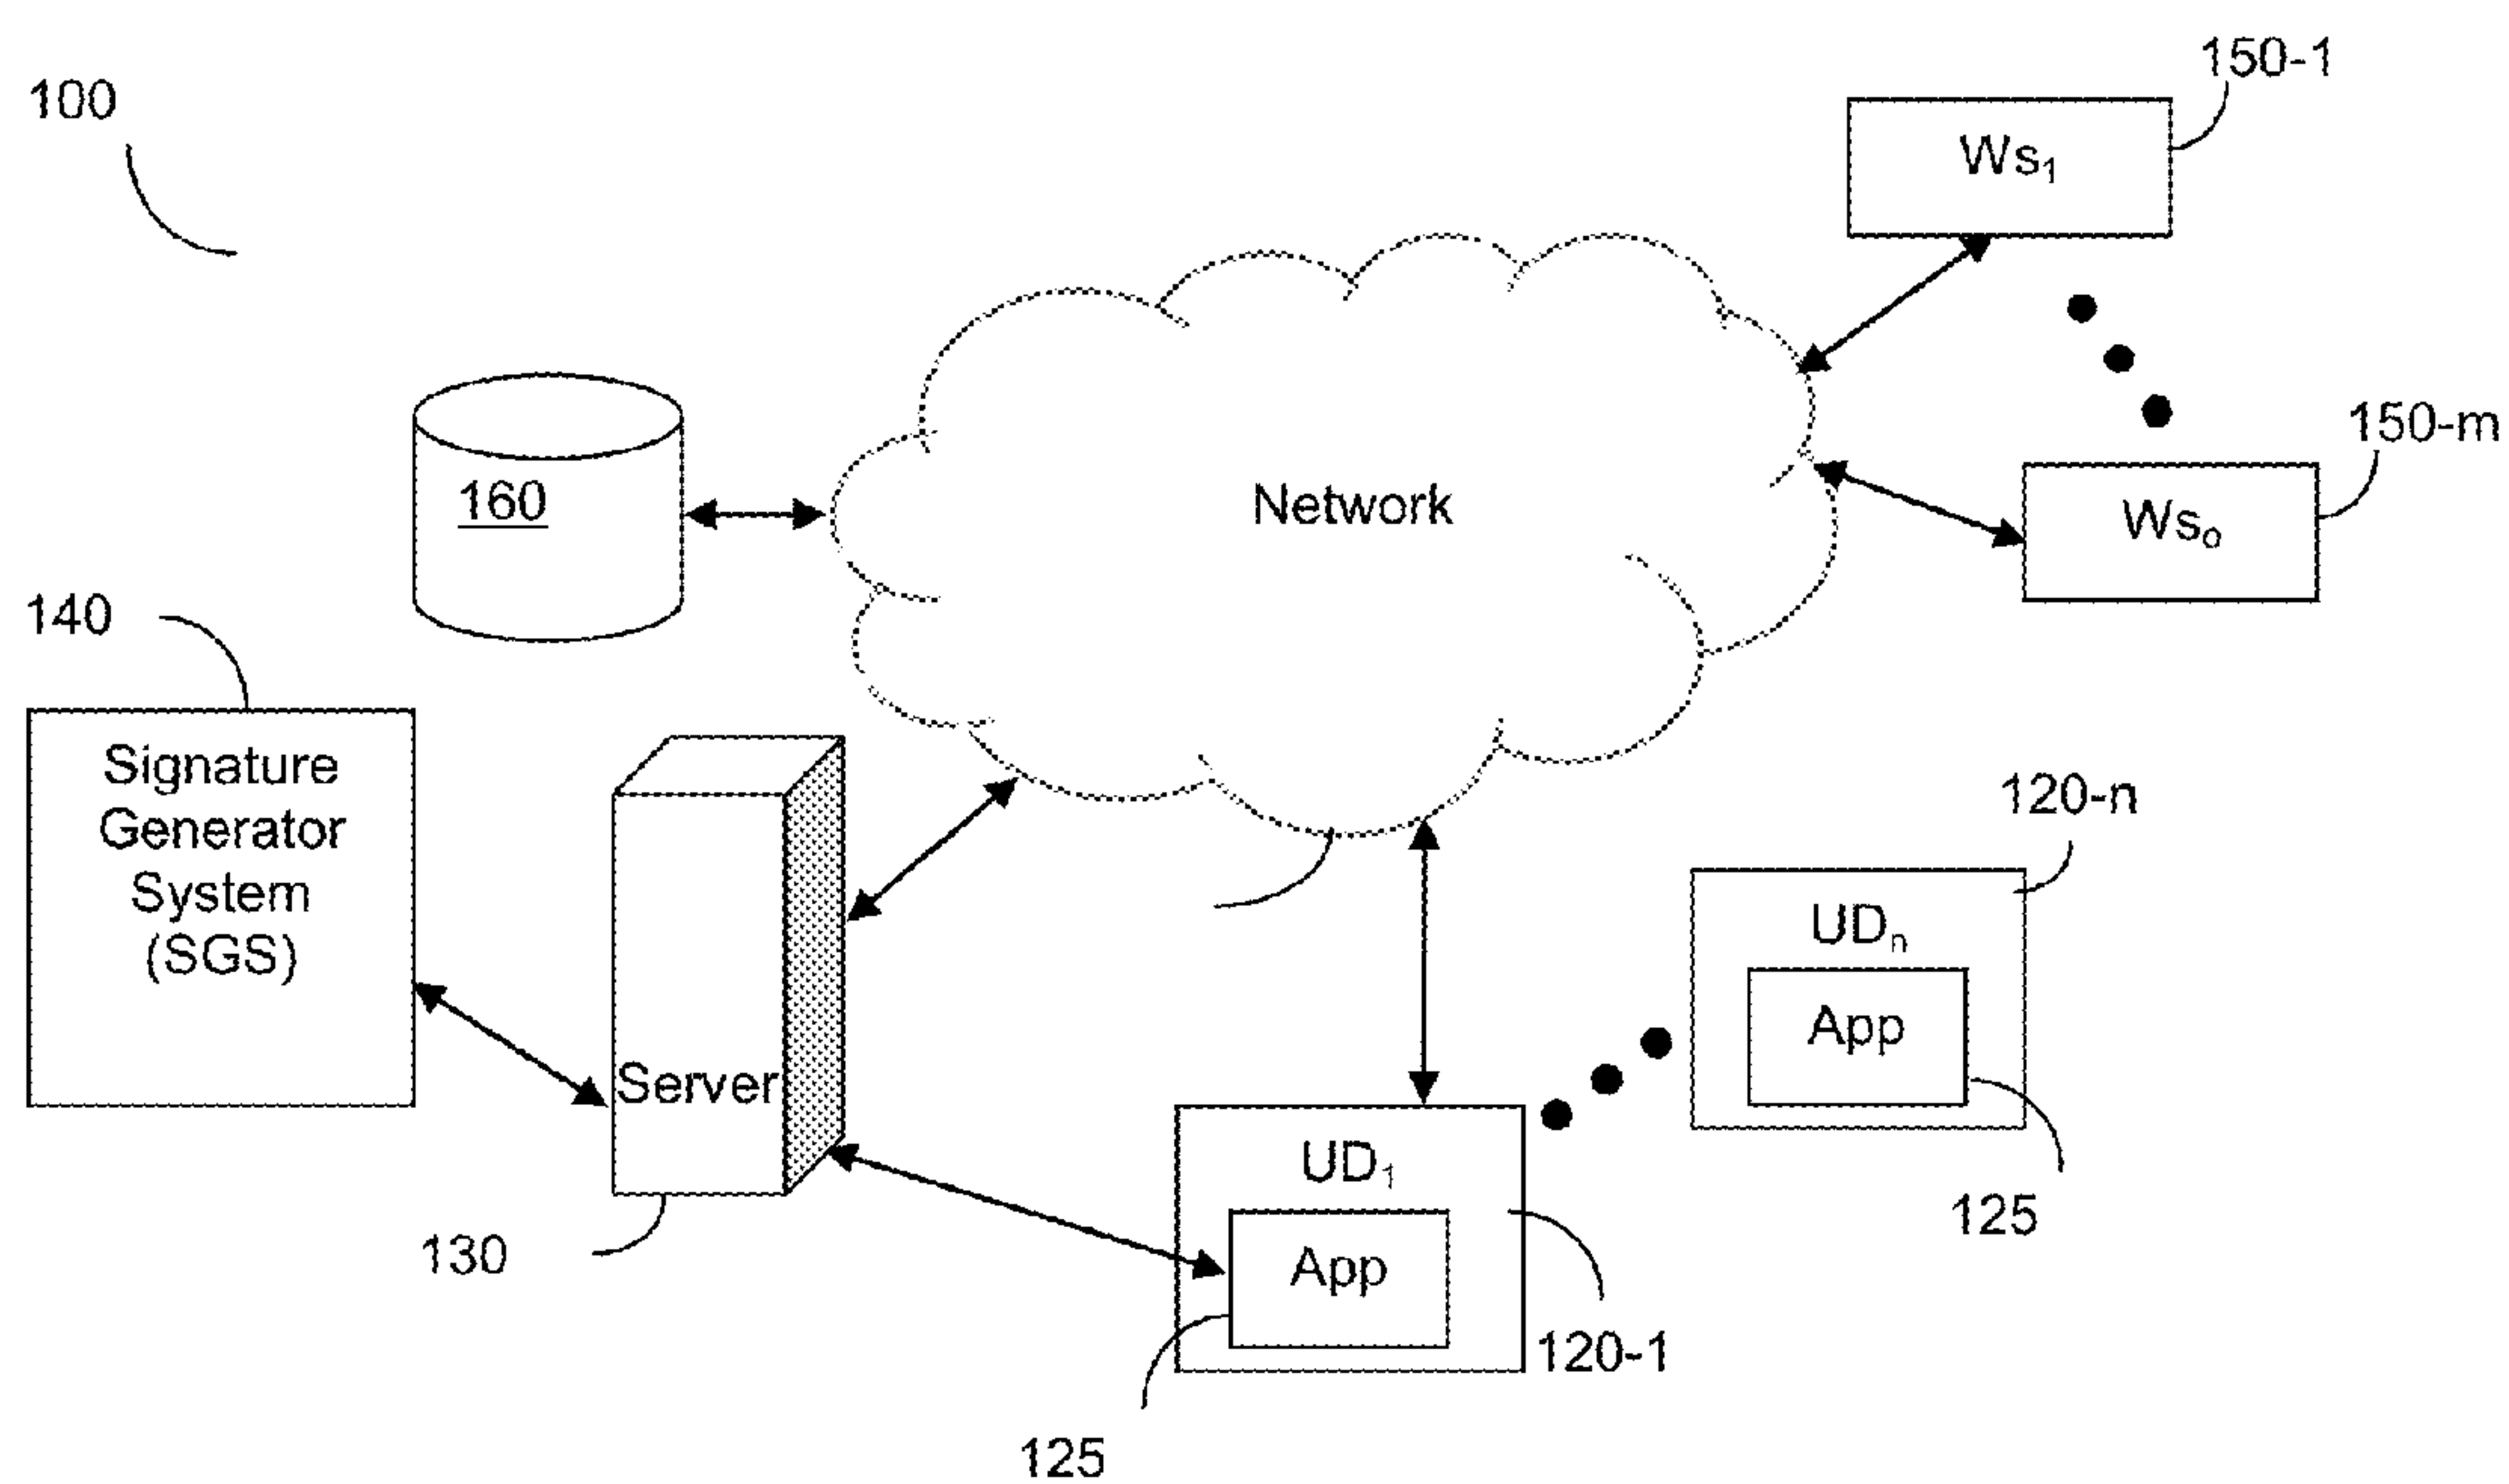 150-1
100
Ws₁
150-m
160
Network
Wsₒ
140
Signature
Generator
System
(SGS)
120-n
UDₙ
App
Server
UD₁
125
130
App
120-1
125